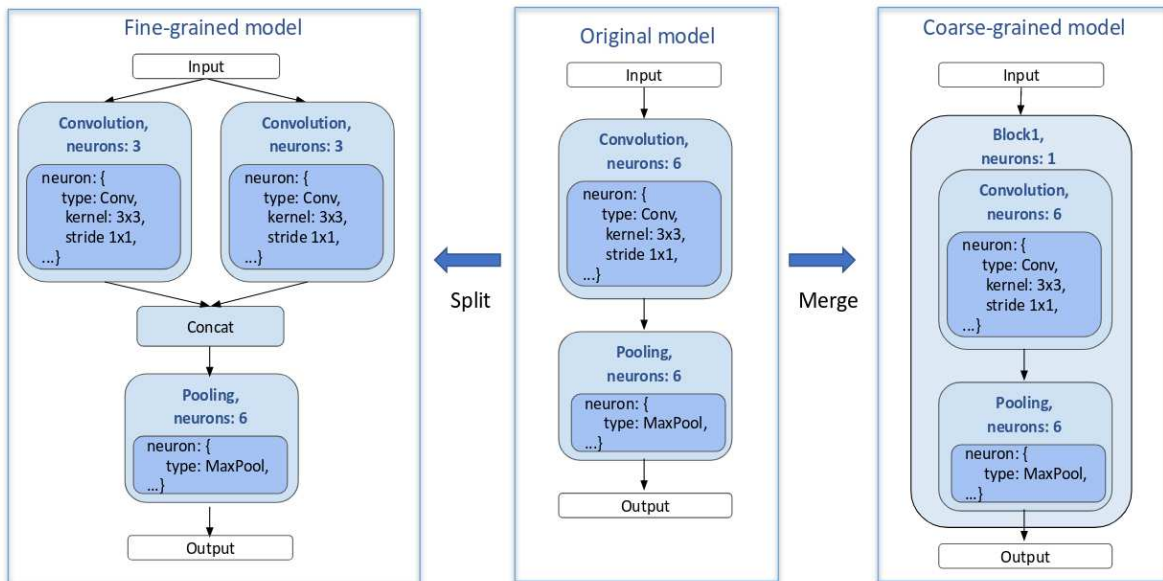 Fine-grained model
Input
Convolution,
neurons: 3
neuron: {
type: Conv,
kernel: 3x3,
stride 1x1,
...}
Convolution,
neurons: 3
neuron: {
type: Conv,
kernel: 3x3,
stride 1x1,
...}
Concat
Pooling,
neurons: 6
neuron: {
type: MaxPool,
...}
Output
Split
Original model
Input
Convolution,
neurons: 6
neuron: {
type: Conv,
kernel: 3x3,
stride 1x1,
...}
Pooling,
neurons: 6
neuron: {
type: MaxPool,
...}
Output
Merge
Coarse-grained model
Input
Block1,
neurons: 1
Convolution,
neurons: 6
neuron: {
type: Conv,
kernel: 3x3,
stride 1x1,
...}
Pooling,
neurons: 6
neuron: {
type: MaxPool,
...}
Output